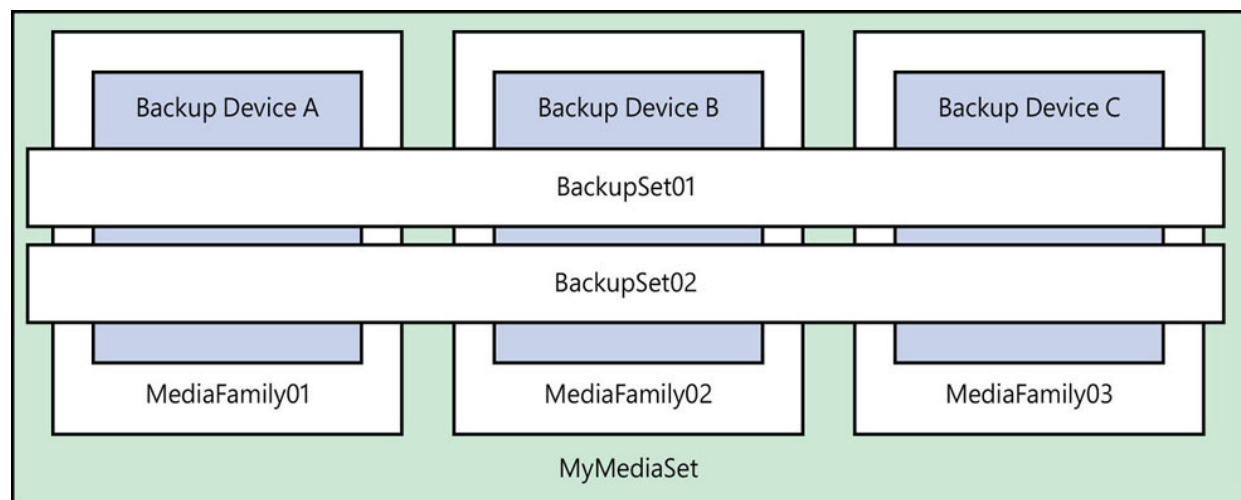 Backup Device A
Backup Device B
Backup Device C
BackupSet01
BackupSet02
MediaFamily01
MediaFamily02
MediaFamily03
MyMediaSet